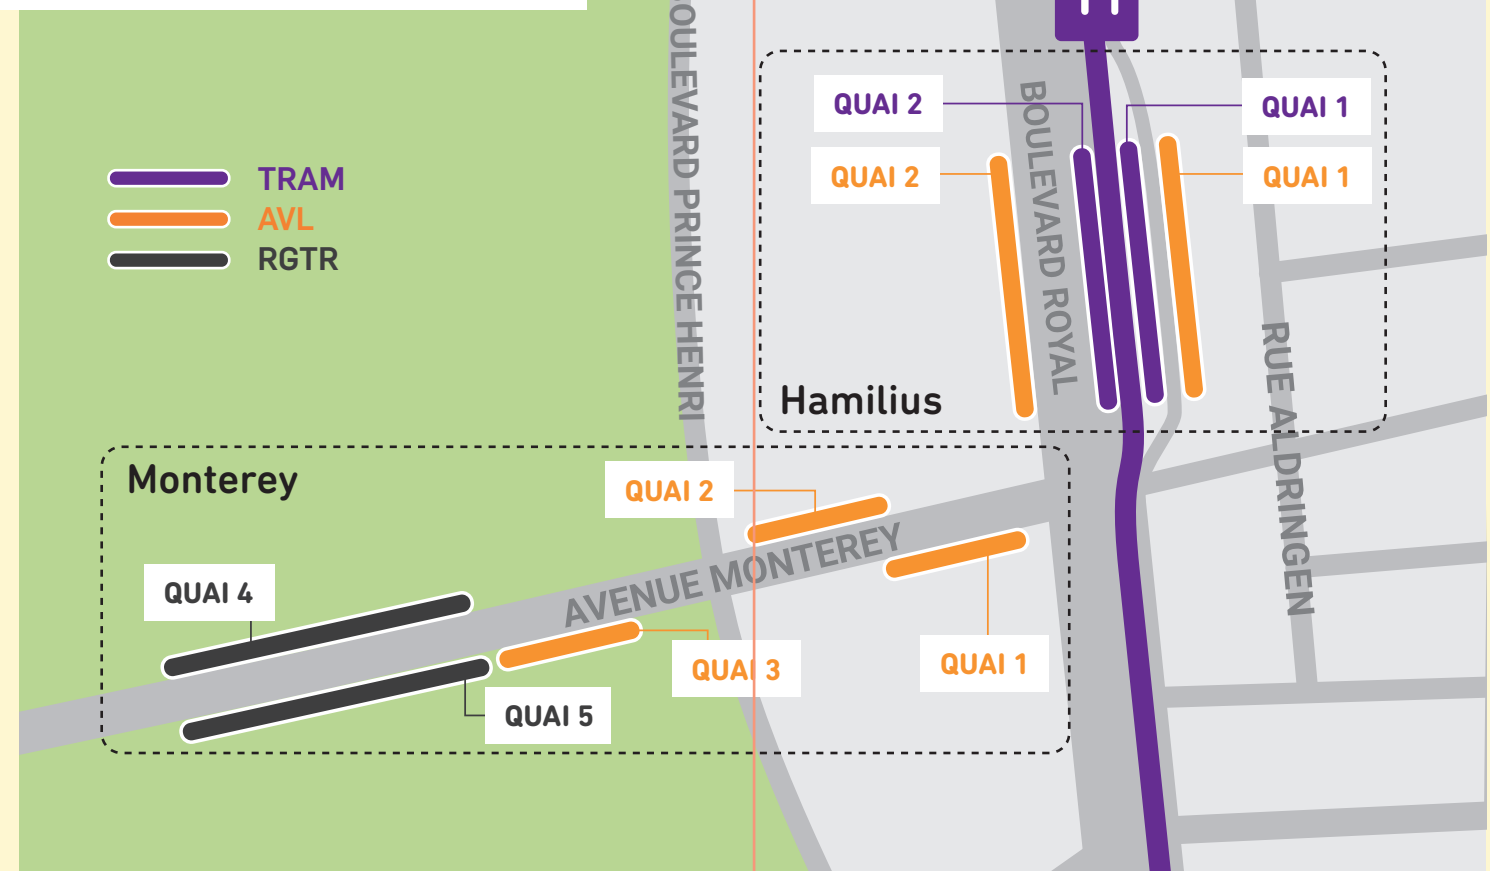 OULEVARD PRINCE HENRI
QUAI 2
QUAI 1
QUAI 2
QUAI 1
BOULEVARD ROYAL
TRAM
AVL
RGTR
RUE ALDRINGEN
Hamilius
Monterey
QUAI 2
AVENUE MONTEREY
QUAI 4
QUAI 3
QUAI 1
QUAI 5